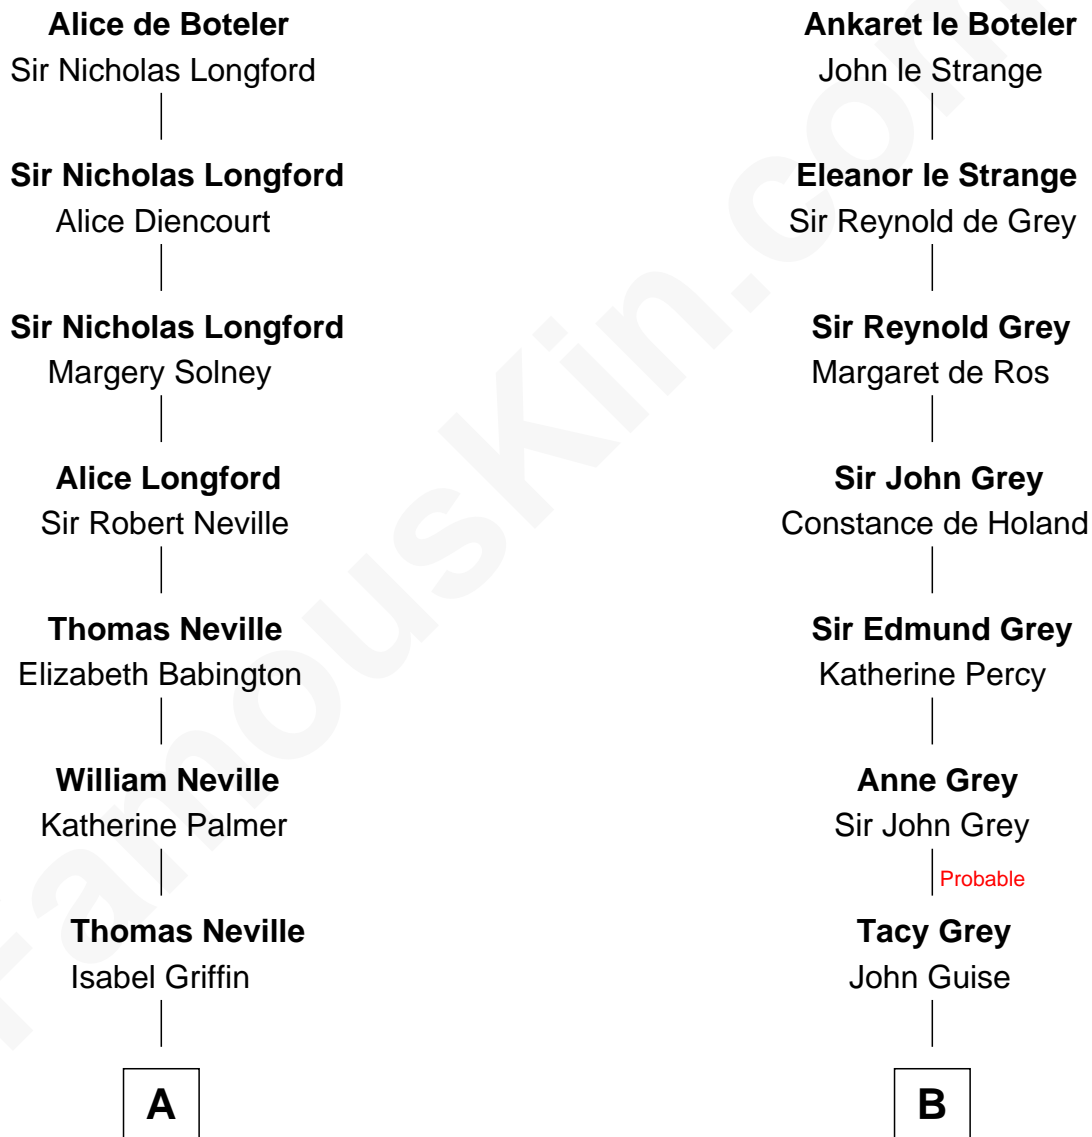 Alice de Boteler
Sir Nicholas Longford
Sir Nicholas Longford
Alice Diencourt
Sir Nicholas Longford
Margery Solney
Alice Longford
Sir Robert Neville
Thomas Neville
Elizabeth Babington
William Neville
Katherine Palmer
Thomas Neville
Isabel Griffin
A
Ankaret le Boteler
John le Strange
Eleanor le Strange
Sir Reynold de Grey
Sir Reynold Grey
Margaret de Ros
Sir John Grey
Constance de Holand
Sir Edmund Grey
Katherine Percy
Anne Grey
Sir John Grey
Probable
Tacy Grey
John Guise
B
FamousKin.com